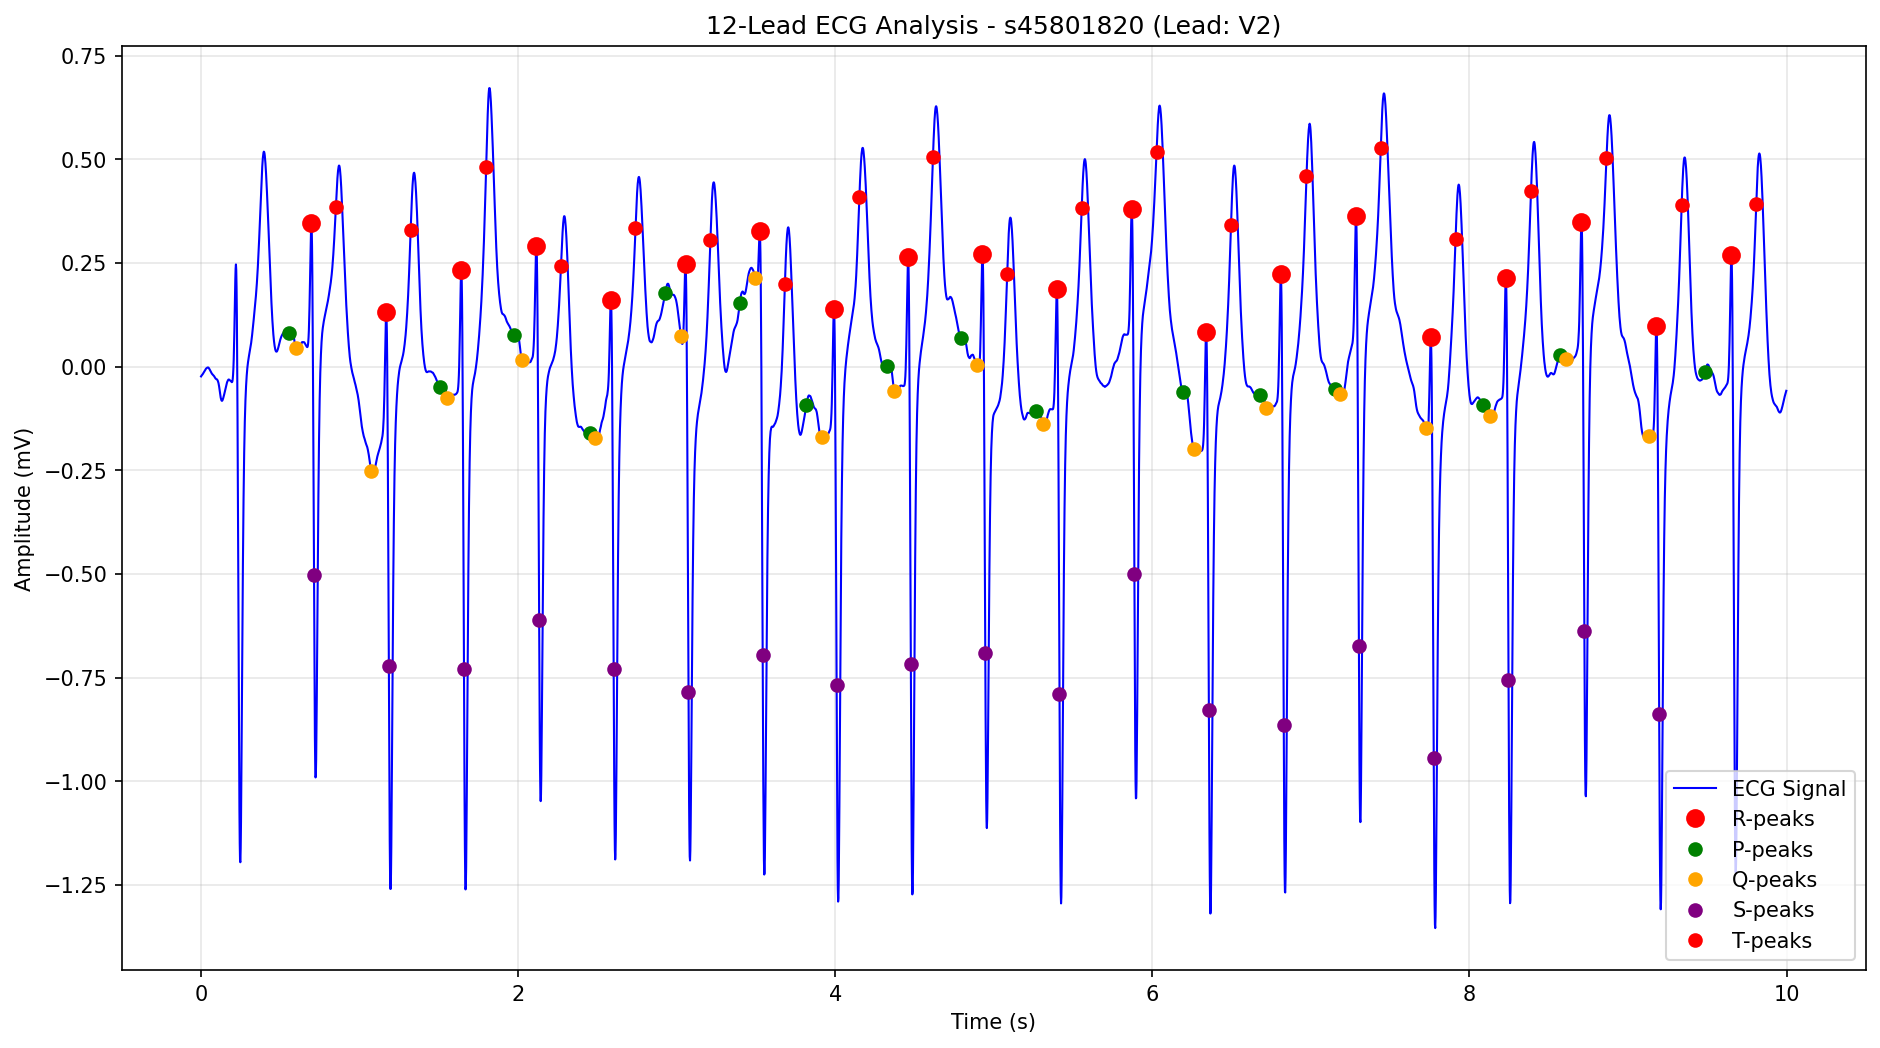 12-Lead ECG Analysis - s45801820 (Lead: V2)
Amplitude (mV)
0.75
0.50
0.25
0.00
−0.25
−0.50
−0.75
−1.00
−1.25
ECG Signal
R-peaks
P-peaks
Q-peaks
S-peaks
T-peaks
0 2 4 6 8 10
Time (s)